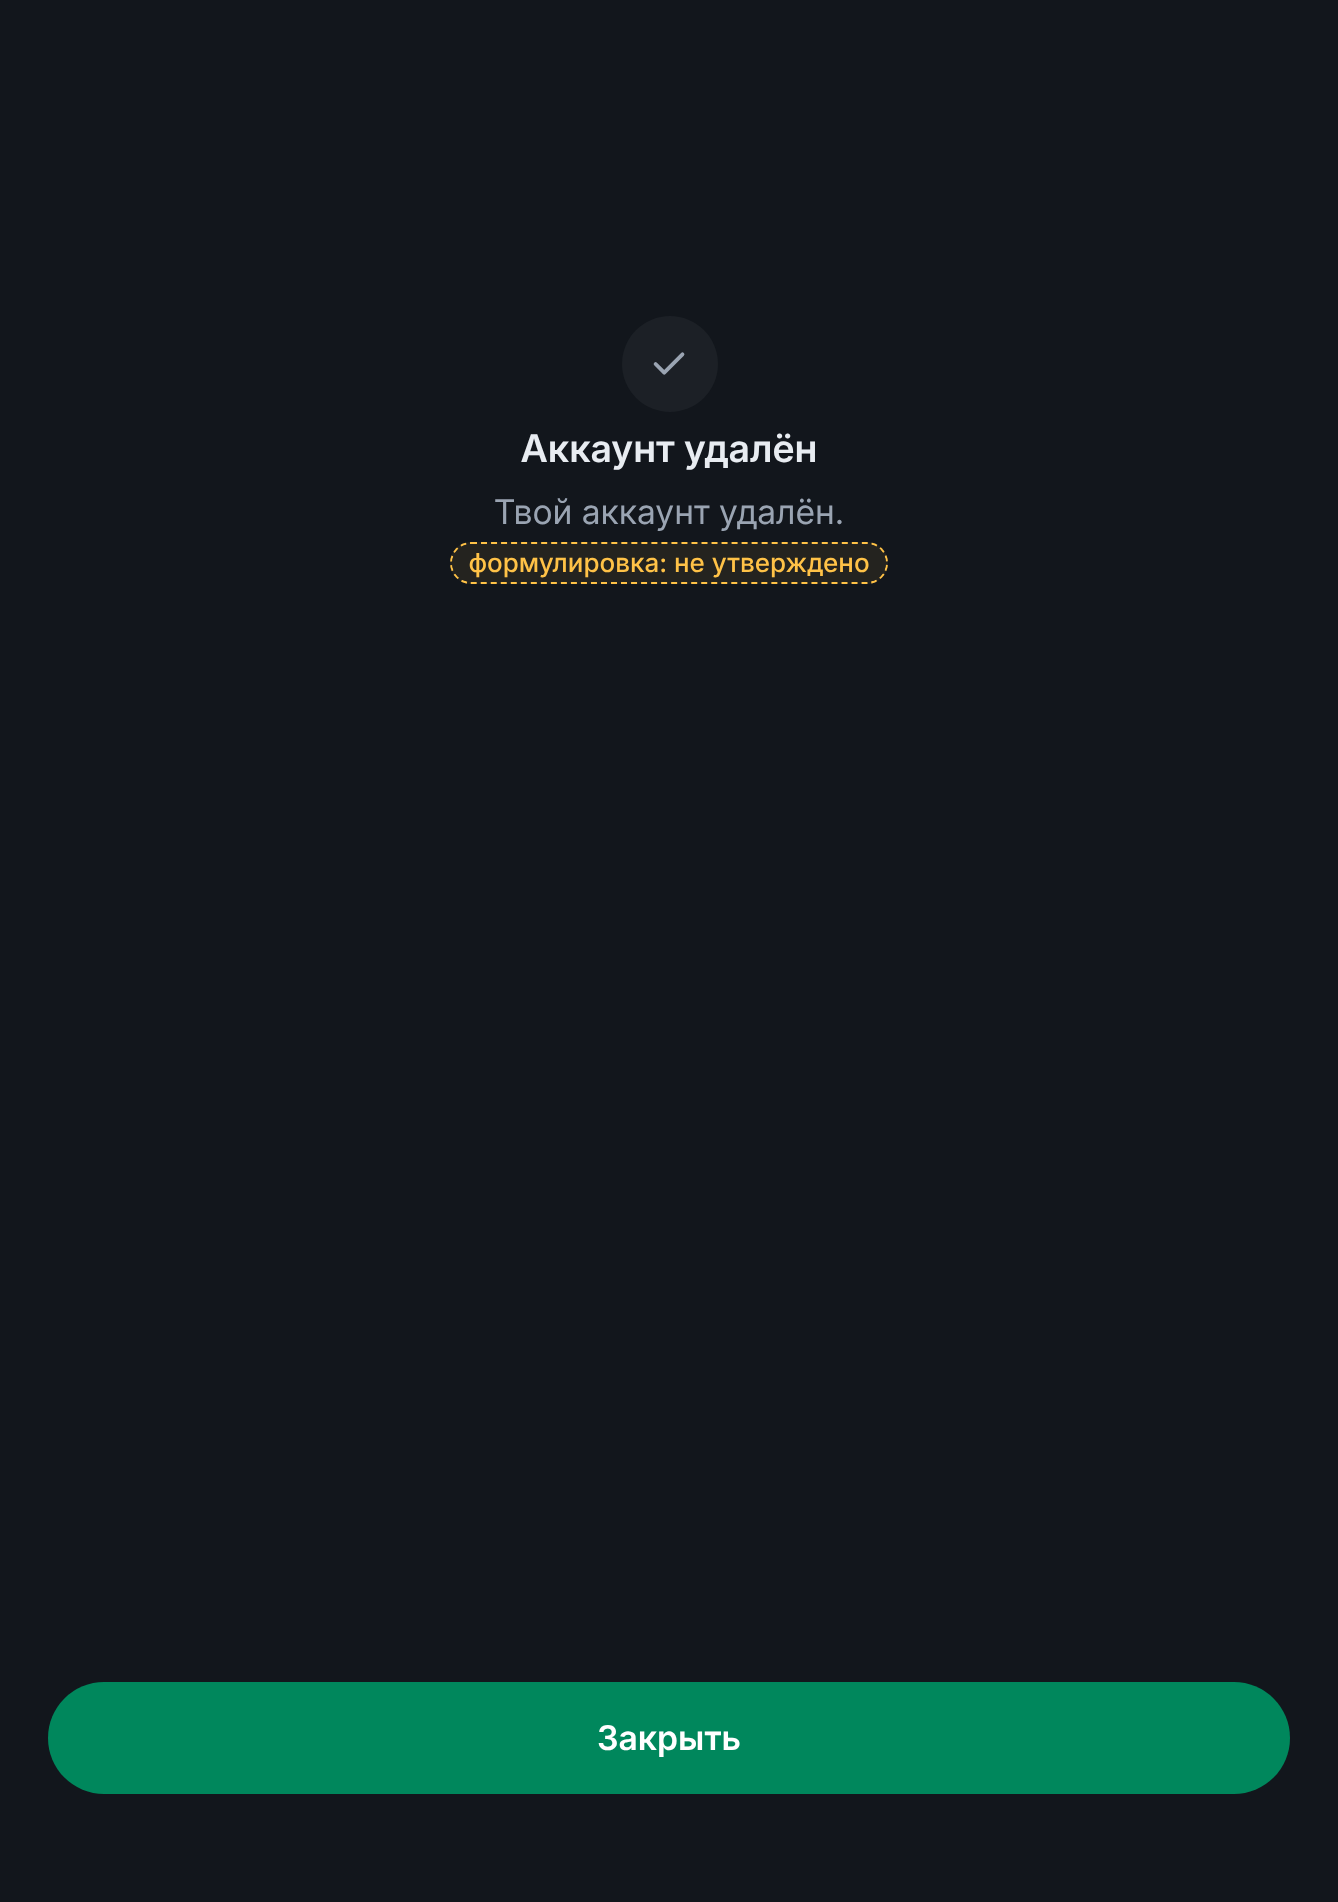 Аккаунт удалён
Твой аккаунт удалён.
формулировка: не утверждено
Закрыть